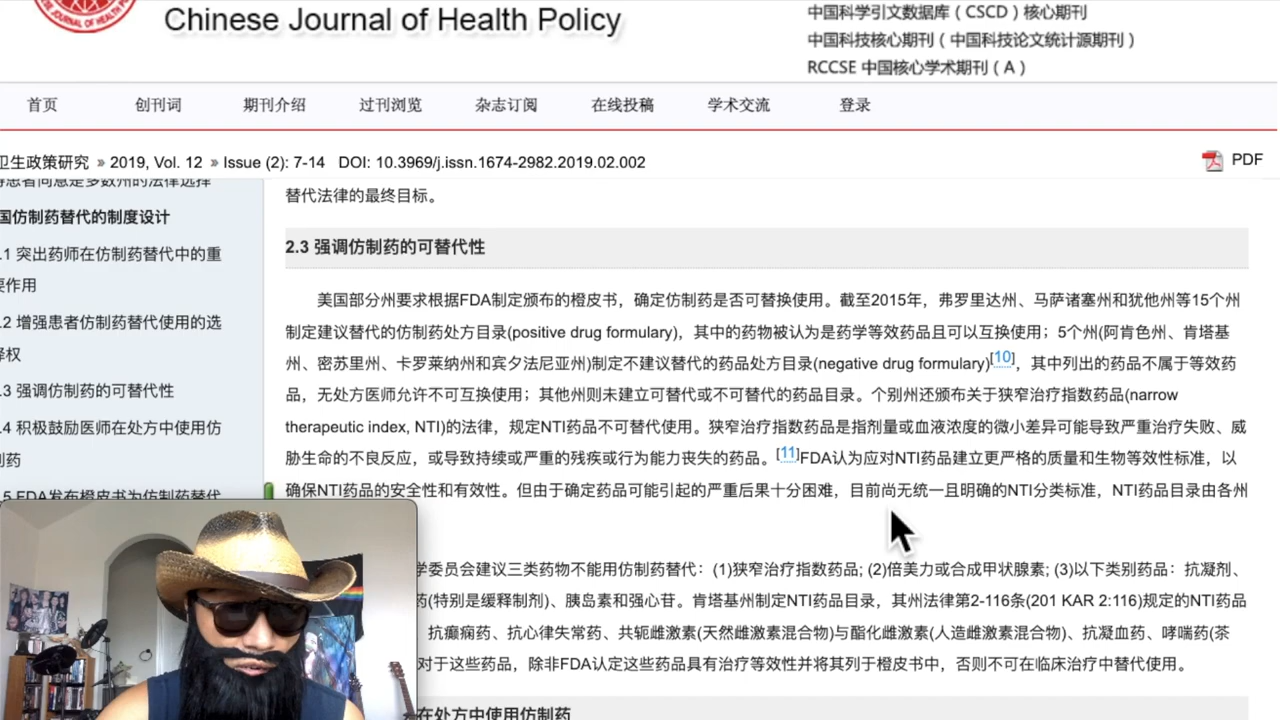 Chinese Journal of Health Policy
中国科学引文数据库（CSCD）核心期刊
中国科技核心期刊（中国科技论文统计源期刊）
RCCSE 中国核心学术期刊（A）
首页 创刊词 期刊介绍 过刊浏览 杂志订阅 在线投稿 学术交流 登录
卫生政策研究 » 2019, Vol. 12 » Issue (2): 7-14 DOI: 10.3969/j.issn.1674-2982.2019.02.002
PDF
得患者同意是多数州的法律选择
国仿制药替代的制度设计
.1 突出药师在仿制药替代中的重
要作用
.2 增强患者仿制药替代使用的选
择权
.3 强调仿制药的可替代性
.4 积极鼓励医师在处方中使用仿
制药
.5 FDA发布橙皮书为仿制药替代
替代法律的最终目标。
2.3 强调仿制药的可替代性
美国部分州要求根据FDA制定颁布的橙皮书，确定仿制药是否可替换使用。截至2015年，弗罗里达州、马萨诸塞州和犹他州等15个州
制定建议替代的仿制药处方目录(positive drug formulary)，其中的药物被认为是药学等效药品且可以互换使用；5个州(阿肯色州、肯塔基
州、密苏里州、卡罗莱纳州和宾夕法尼亚州)制定不建议替代的药品处方目录(negative drug formulary)[10]，其中列出的药品不属于等效药
品，无处方医师允许不可互换使用；其他州则未建立可替代或不可替代的药品目录。个别州还颁布关于狭窄治疗指数药品(narrow
therapeutic index, NTI)的法律，规定NTI药品不可替代使用。狭窄治疗指数药品是指剂量或血液浓度的微小差异可能导致严重治疗失败、威
胁生命的不良反应，或导致持续或严重的残疾或行为能力丧失的药品。[11]FDA认为应对NTI药品建立更严格的质量和生物等效性标准，以
确保NTI药品的安全性和有效性。但由于确定药品可能引起的严重后果十分困难，目前尚无统一且明确的NTI分类标准，NTI药品目录由各州
学委员会建议三类药物不能用仿制药替代：(1)狭窄治疗指数药品; (2)倍美力或合成甲状腺素; (3)以下类别药品：抗凝剂、
药(特别是缓释制剂)、胰岛素和强心苷。肯塔基州制定NTI药品目录，其州法律第2-116条(201 KAR 2:116)规定的NTI药品
抗癫痫药、抗心律失常药、共轭雌激素(天然雌激素混合物)与酯化雌激素(人造雌激素混合物)、抗凝血药、哮喘药(茶
对于这些药品，除非FDA认定这些药品具有治疗等效性并将其列于橙皮书中，否则不可在临床治疗中替代使用。
在处方中使用仿制药